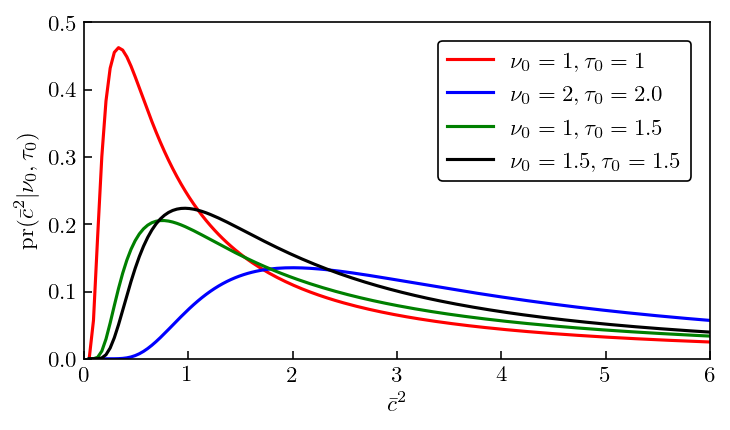 0.5
0.4
0.3
0.2
0.1
0.0
pr(c̄²|ν₀, τ₀)
ν₀ = 1, τ₀ = 1
ν₀ = 2, τ₀ = 2.0
ν₀ = 1, τ₀ = 1.5
ν₀ = 1.5, τ₀ = 1.5
0 1 2 3 4 5 6
c̄²